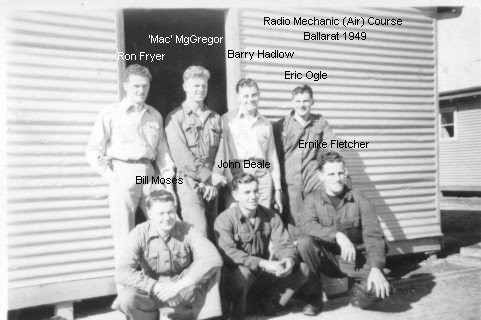 Radio Mechanic (Air) Course
Ballarat 1949
'Mac' McGregor
Ron Fryer
Barry Hadlow
Eric Ogle
Ernike Fletcher
John Beale
Bill Moses